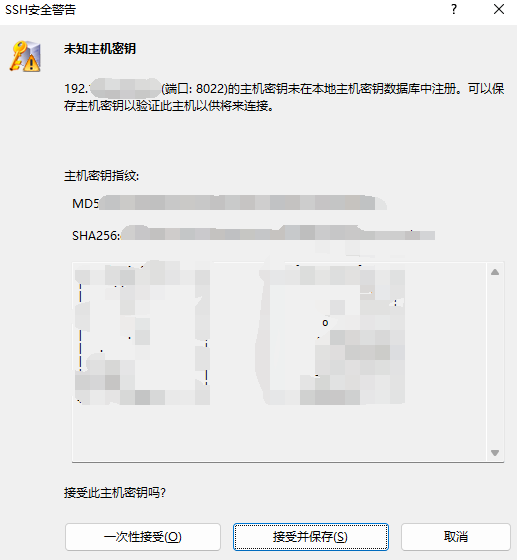 SSH安全警告
未知主机密钥
192.
(端口: 8022)的主机密钥未在本地主机密钥数据库中注册。可以保
存主机密钥以验证此主机以供将来连接。
主机密钥指纹:
MD5
SHA256:
o
接受此主机密钥吗?
一次性接受(O)
接受并保存(S)
取消